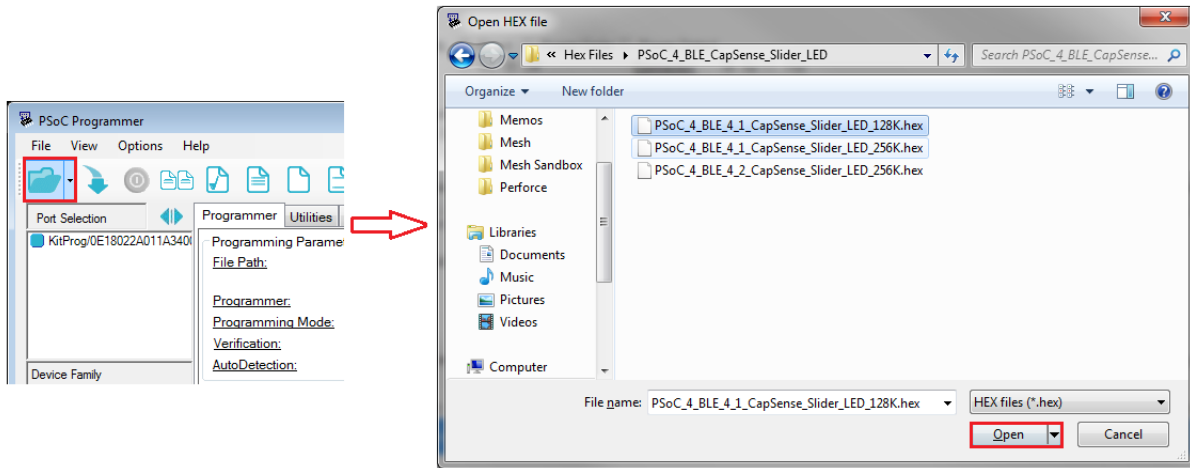 PSoC Programmer
File View Options Help
Port Selection
Programmer Utilities
KitProg/0E18022A011A340
Programming Parame
File Path:
Programmer:
Programming Mode:
Verification:
AutoDetection:
Device Family
Open HEX file
« Hex Files PSoC_4_BLE_CapSense_Slider_LED
Search PSoC_4_BLE_CapSense...
Organize New folder
Memos
Mesh
Mesh Sandbox
Perforce
Libraries
Documents
Music
Pictures
Videos
Computer
PSoC_4_BLE_4_1_CapSense_Slider_LED_128K.hex
PSoC_4_BLE_4_1_CapSense_Slider_LED_256K.hex
PSoC_4_BLE_4_2_CapSense_Slider_LED_256K.hex
File name: PSoC_4_BLE_4_1_CapSense_Slider_LED_128K.hex
HEX files (*.hex)
Open Cancel